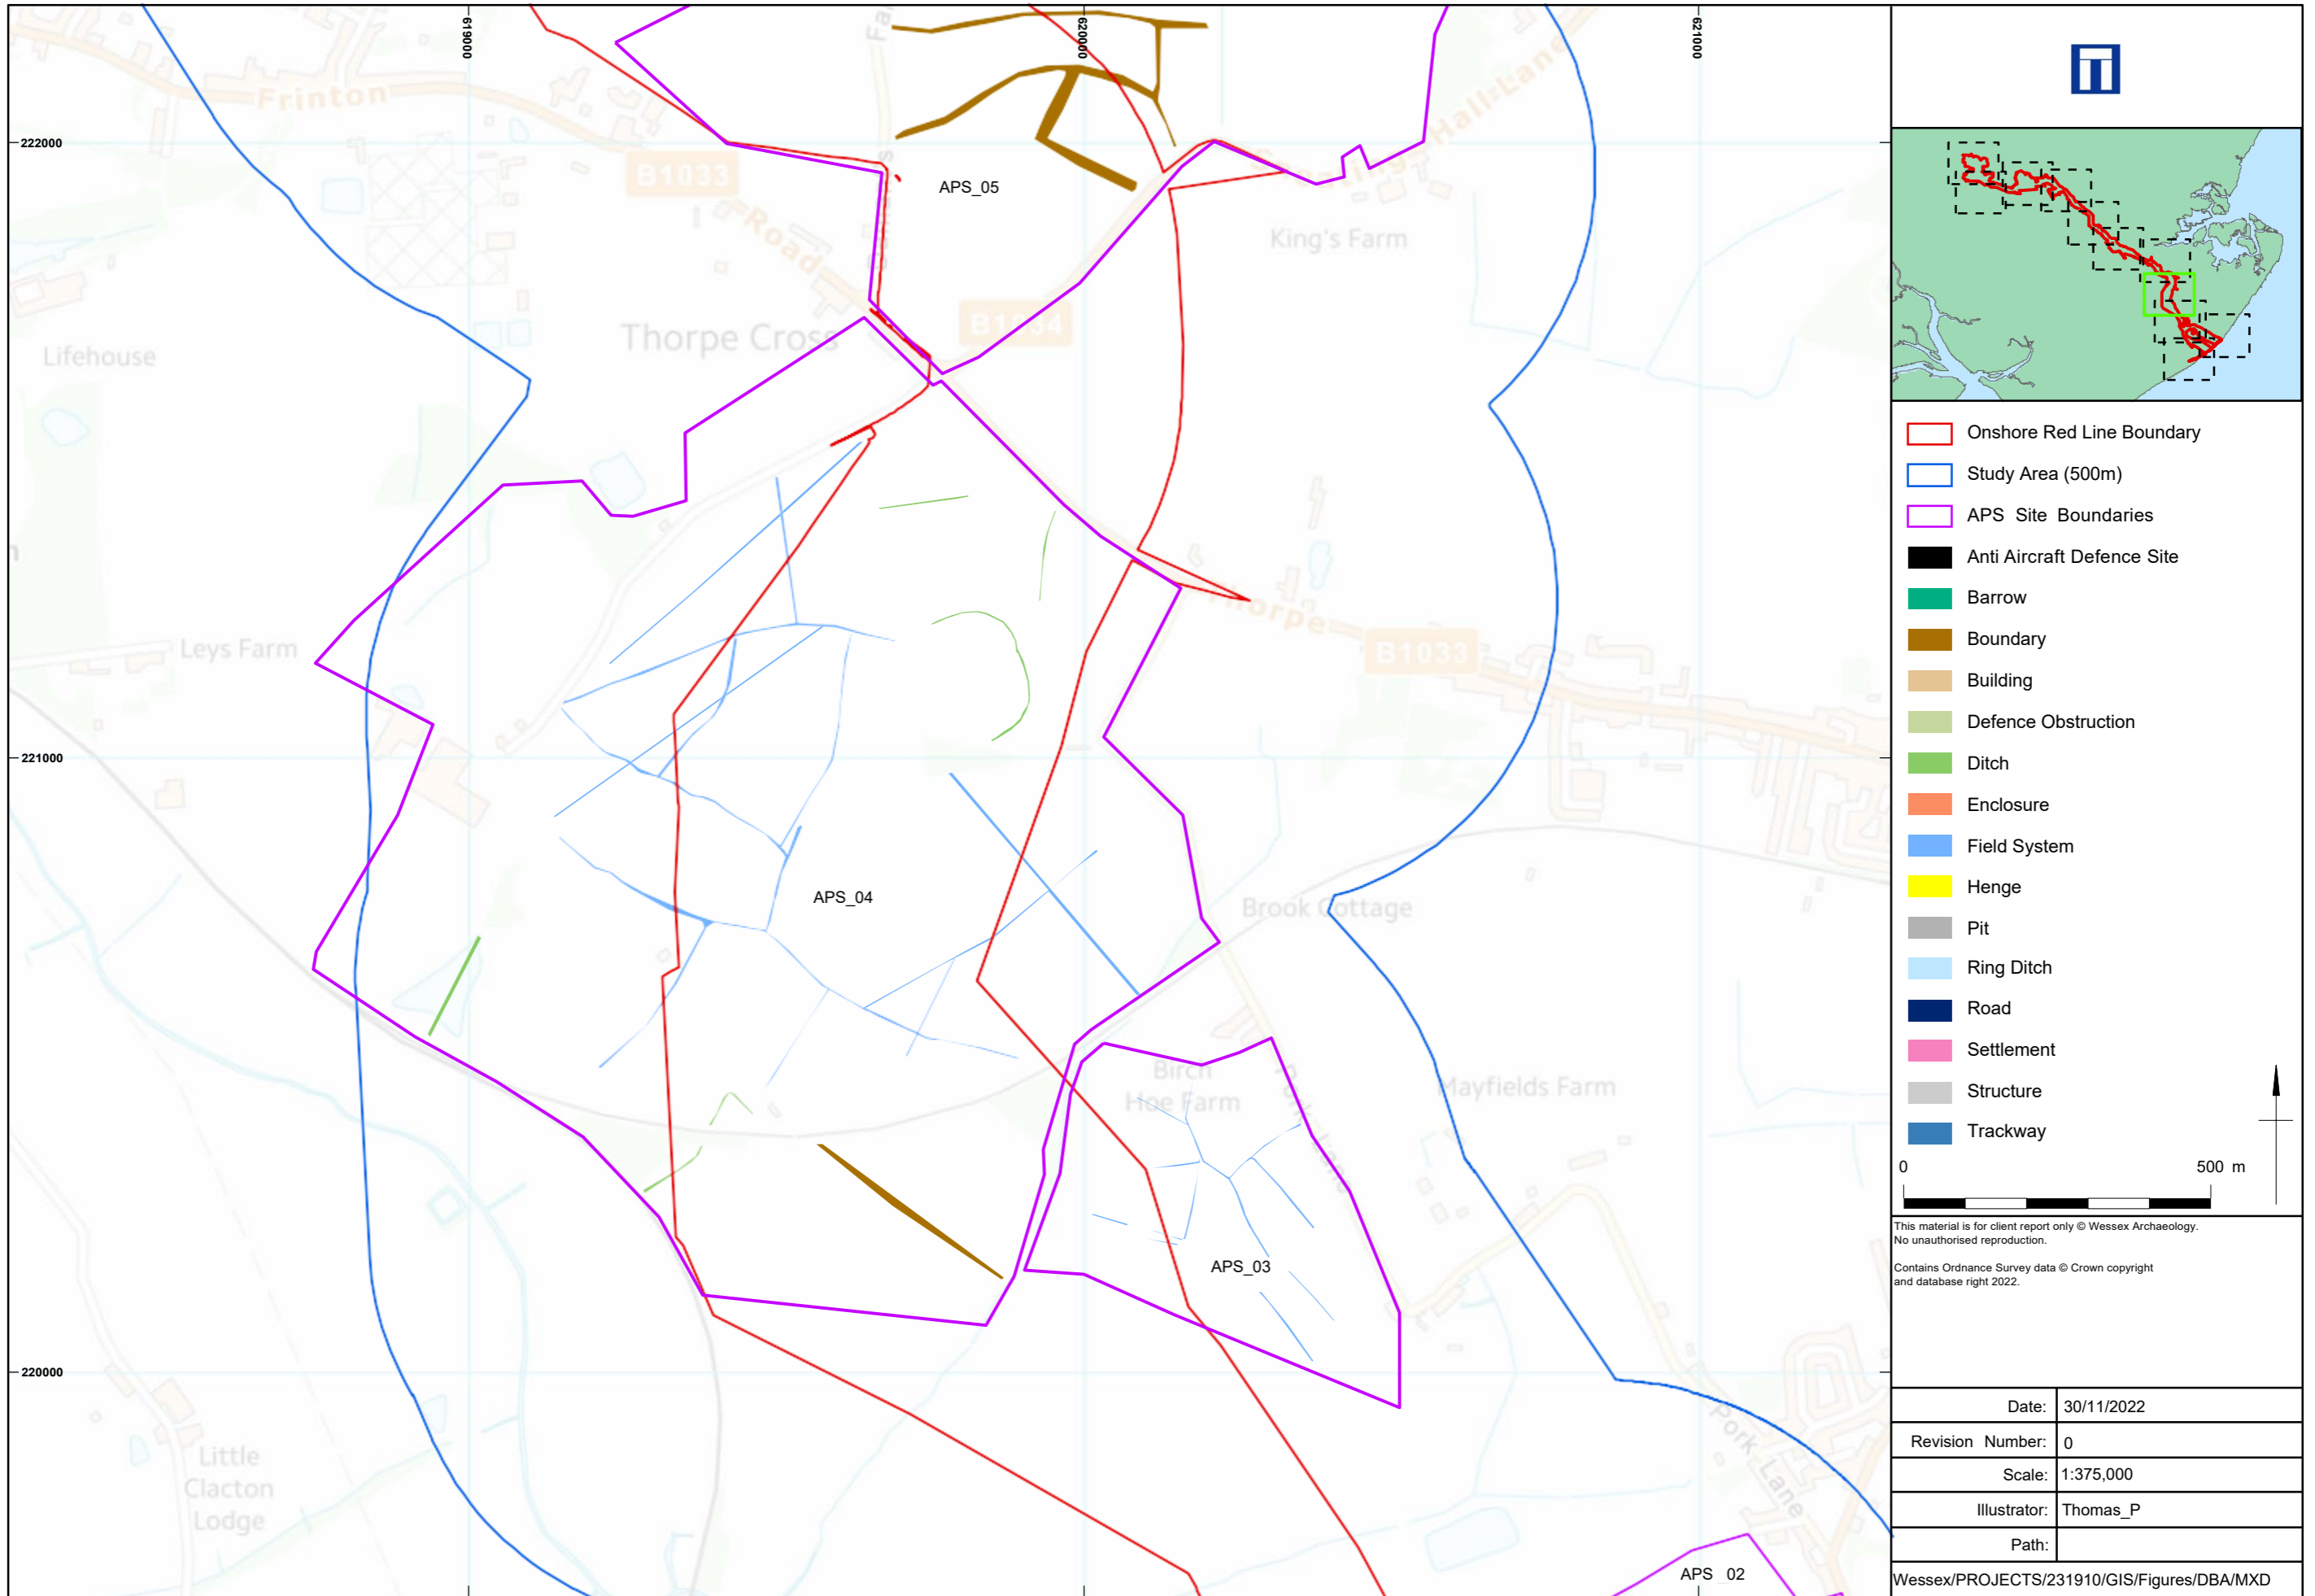 619000
620000
621000
222000
221000
220000
Frinton
Road
B1033
APS_05
Gosling Hall Lane
King's Farm
B1034
Thorpe Cross
Lifehouse
Leys Farm
Thorpe
B1033
APS_04
Brook Cottage
Birch
Hoe Farm
Pork Lane
Mayfields Farm
APS_03
Little
Clacton
Lodge
Pork Lane
APS_02
Onshore Red Line Boundary
Study Area (500m)
APS Site Boundaries
Anti Aircraft Defence Site
Barrow
Boundary
Building
Defence Obstruction
Ditch
Enclosure
Field System
Henge
Pit
Ring Ditch
Road
Settlement
Structure
Trackway
0 500 m
This material is for client report only © Wessex Archaeology.
No unauthorised reproduction.
Contains Ordnance Survey data © Crown copyright
and database right 2022.
Date: 30/11/2022
Revision Number: 0
Scale: 1:375,000
Illustrator: Thomas_P
Path:
Wessex/PROJECTS/231910/GIS/Figures/DBA/MXD